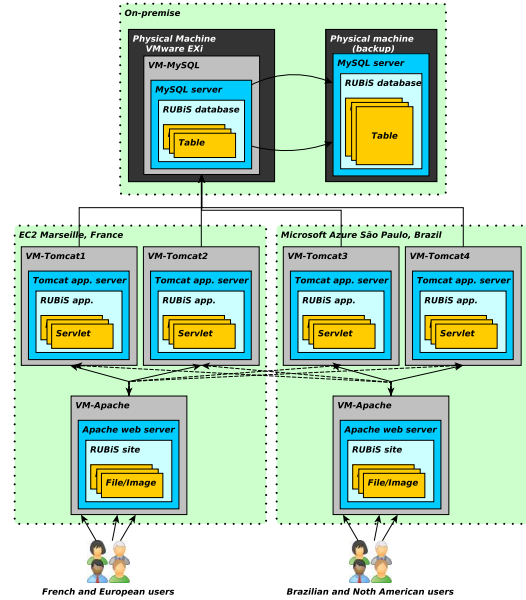 On-premise
Physical Machine
VMware EXi
VM-MySQL
MySQL server
RUBiS database
Table
Physical machine
(backup)
MySQL server
RUBiS database
Table
EC2 Marseille, France
VM-Tomcat1
Tomcat app. server
RUBiS app.
Servlet
VM-Tomcat2
Tomcat app. server
RUBiS app.
Servlet
Microsoft Azure São Paulo, Brazil
VM-Tomcat3
Tomcat app. server
RUBiS app.
Servlet
VM-Tomcat4
Tomcat app. server
RUBiS app.
Servlet
VM-Apache
Apache web server
RUBiS site
File/Image
VM-Apache
Apache web server
RUBiS site
File/Image
French and European users
Brazilian and Noth American users